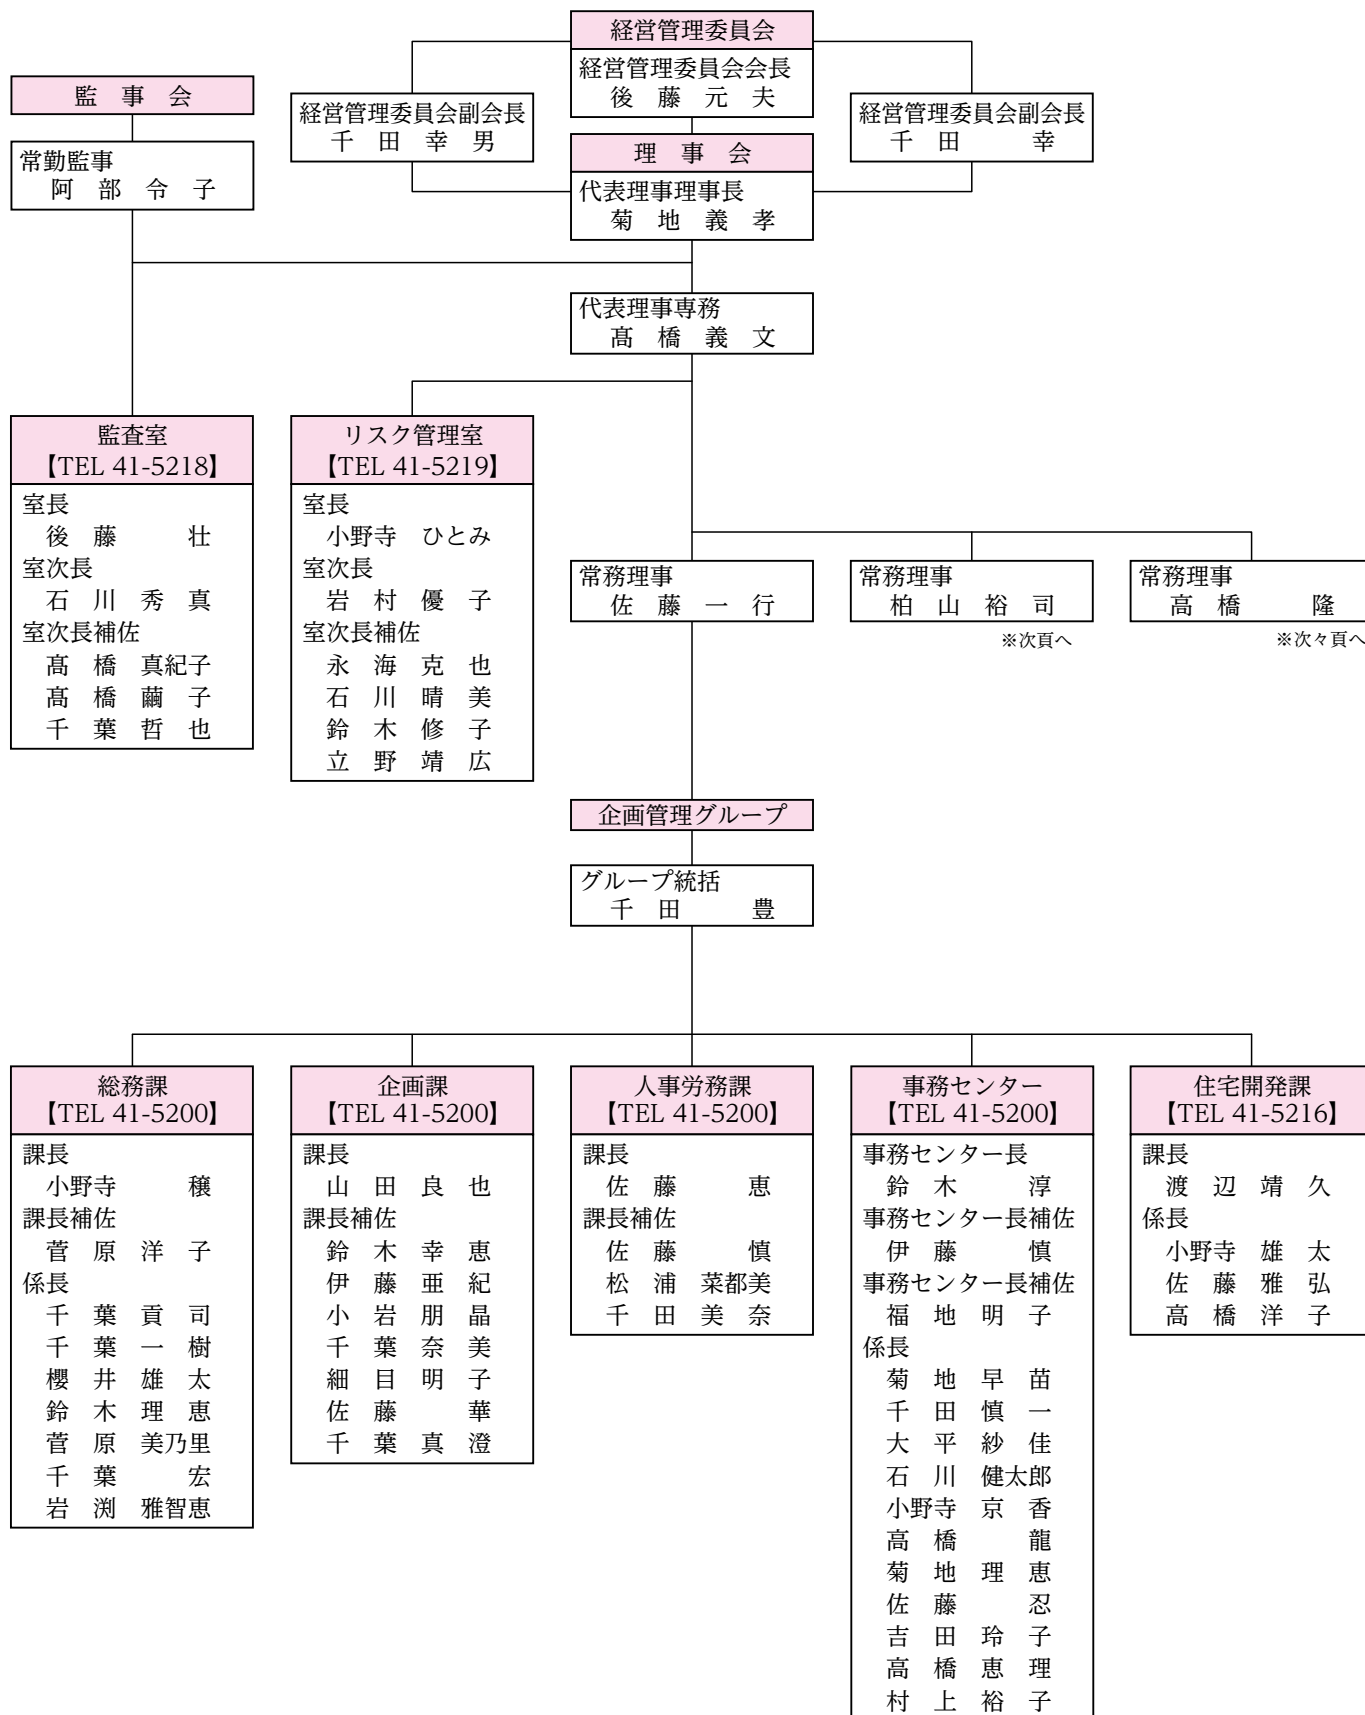 経営管理委員会
経営管理委員会会長
後藤元夫
監事会
常勤監事
阿部令子
経営管理委員会副会長
千田幸男
経営管理委員会副会長
千田　幸
理事会
代表理事理事長
菊地義孝
代表理事専務
髙橋義文
監査室
【TEL 41-5218】
室長
後藤　壮
室次長
石川秀真
室次長補佐
髙橋真紀子
髙橋繭子
千葉哲也
リスク管理室
【TEL 41-5219】
室長
小野寺　ひとみ
室次長
岩村優子
室次長補佐
永海克也
石川晴美
鈴木修子
立野靖広
常務理事
佐藤一行
常務理事
柏山裕司
※次頁へ
常務理事
高橋　隆
※次々頁へ
企画管理グループ
グループ統括
千田　豊
総務課
【TEL 41-5200】
課長
小野寺　穣
課長補佐
菅原洋子
係長
千葉貢司
千葉一樹
櫻井雄太
鈴木理恵
菅原美乃里
千葉　宏
岩渕雅智恵
企画課
【TEL 41-5200】
課長
山田良也
課長補佐
鈴木幸恵
伊藤亜紀
小岩朋晶
千葉奈美
細目明子
佐藤　華
千葉真澄
人事労務課
【TEL 41-5200】
課長
佐藤　恵
課長補佐
佐藤　慎
松浦菜都美
千田美奈
事務センター
【TEL 41-5200】
事務センター長
鈴木　淳
事務センター長補佐
伊藤　慎
事務センター長補佐
福地明子
係長
菊地早苗
千田慎一
大平紗佳
石川健太郎
小野寺京香
高橋　龍
菊地理恵
佐藤　忍
吉田玲子
高橋恵理
村上裕子
住宅開発課
【TEL 41-5216】
課長
渡辺靖久
係長
小野寺雄太
佐藤雅弘
高橋洋子